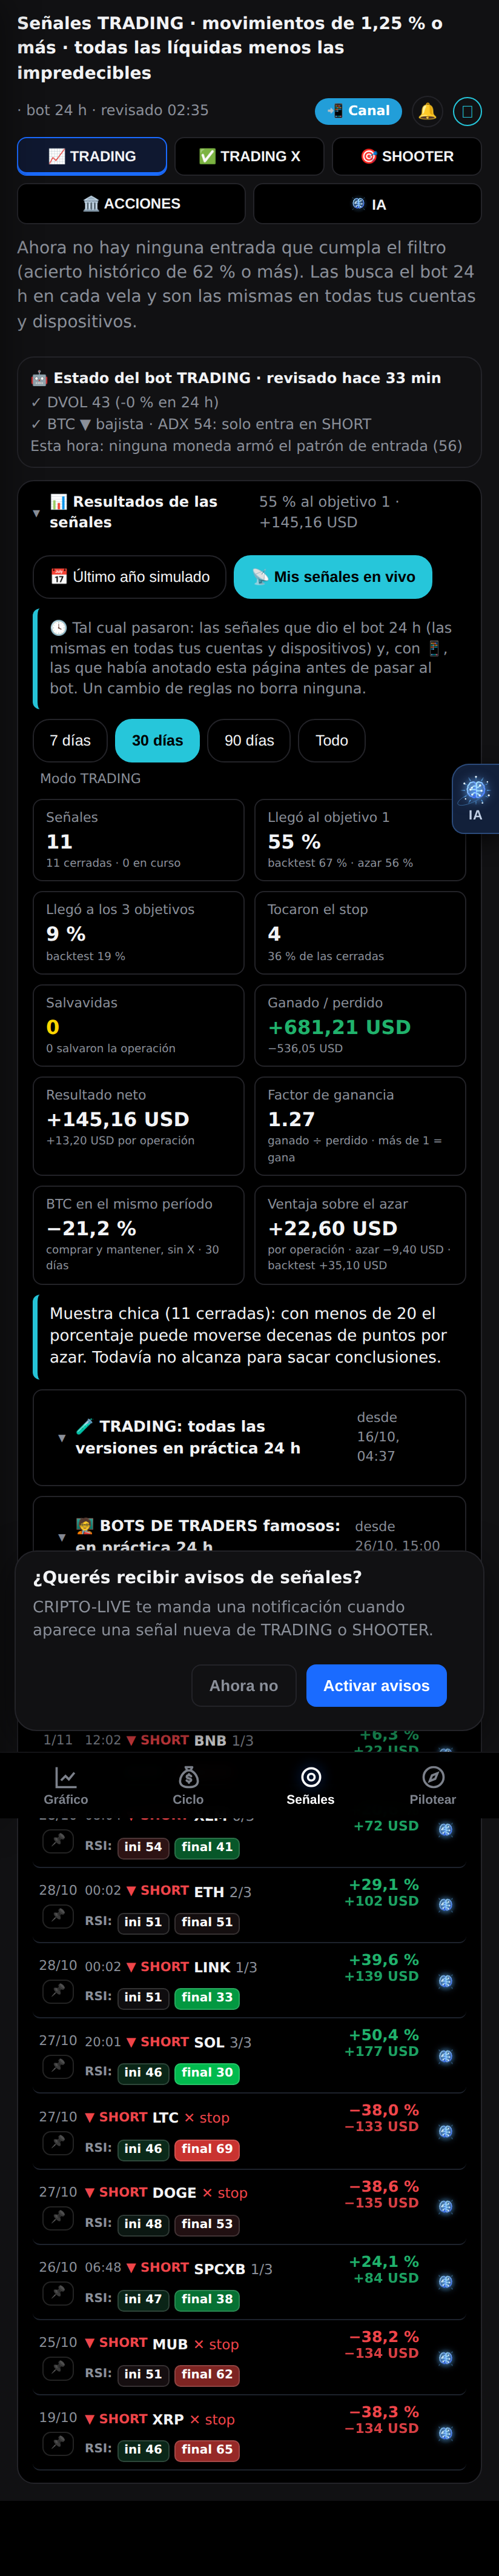 Señales TRADING · movimientos de 1,25 % o
más · todas las líquidas menos las
impredecibles
· bot 24 h · revisado 02:35
📲 Canal 🔔
📈 TRADING
✅ TRADING X
🎯 SHOOTER
🏛️ ACCIONES
IA
Ahora no hay ninguna entrada que cumpla el filtro
(acierto histórico de 62 % o más). Las busca el bot 24
h en cada vela y son las mismas en todas tus cuentas
y dispositivos.
🤖 Estado del bot TRADING · revisado hace 33 min
✓ DVOL 43 (-0 % en 24 h)
✓ BTC ▼ bajista · ADX 54: solo entra en SHORT
Esta hora: ninguna moneda armó el patrón de entrada (56)
▼ 📊 Resultados de las
señales
55 % al objetivo 1 ·
+145,16 USD
📅 Último año simulado
📡 Mis señales en vivo
🕓 Tal cual pasaron: las señales que dio el bot 24 h (las
mismas en todas tus cuentas y dispositivos) y, con 📱,
las que había anotado esta página antes de pasar al
bot. Un cambio de reglas no borra ninguna.
7 días
30 días
90 días
Todo
Modo TRADING
IA
Señales
11
11 cerradas · 0 en curso
Llegó al objetivo 1
55 %
backtest 67 % · azar 56 %
Llegó a los 3 objetivos
9 %
backtest 19 %
Tocaron el stop
4
36 % de las cerradas
Salvavidas
0
0 salvaron la operación
Ganado / perdido
+681,21 USD
−536,05 USD
Resultado neto
+145,16 USD
+13,20 USD por operación
Factor de ganancia
1.27
ganado ÷ perdido · más de 1 =
gana
BTC en el mismo período
−21,2 %
comprar y mantener, sin X · 30
días
Ventaja sobre el azar
+22,60 USD
por operación · azar −9,40 USD ·
backtest +35,10 USD
Muestra chica (11 cerradas): con menos de 20 el
porcentaje puede moverse decenas de puntos por
azar. Todavía no alcanza para sacar conclusiones.
▼ 🧪 TRADING: todas las
versiones en práctica 24 h
desde
16/10,
04:37
▼ 🧑‍🏫 BOTS DE TRADERS famosos:
en práctica 24 h
desde
26/10, 15:00
¿Querés recibir avisos de señales?
CRIPTO-LIVE te manda una notificación cuando
aparece una señal nueva de TRADING o SHOOTER.
Ahora no
Activar avisos
1/11 12:02 ▼ SHORT BNB 1/3 +6,3 %
+22 USD
Gráfico
Ciclo
Señales
Pilotear
+72 USD
📌 RSI: ini 54 final 41
28/10 00:02 ▼ SHORT ETH 2/3 +29,1 %
+102 USD
📌 RSI: ini 51 final 51
28/10 00:02 ▼ SHORT LINK 1/3 +39,6 %
+139 USD
📌 RSI: ini 51 final 33
27/10 20:01 ▼ SHORT SOL 3/3 +50,4 %
+177 USD
📌 RSI: ini 46 final 30
27/10 ▼ SHORT LTC ✕ stop −38,0 %
−133 USD
📌 RSI: ini 46 final 69
27/10 ▼ SHORT DOGE ✕ stop −38,6 %
−135 USD
📌 RSI: ini 48 final 53
26/10 06:48 ▼ SHORT SPCXB 1/3 +24,1 %
+84 USD
📌 RSI: ini 47 final 38
25/10 ▼ SHORT MUB ✕ stop −38,2 %
−134 USD
📌 RSI: ini 51 final 62
19/10 ▼ SHORT XRP ✕ stop −38,3 %
−134 USD
📌 RSI: ini 46 final 65